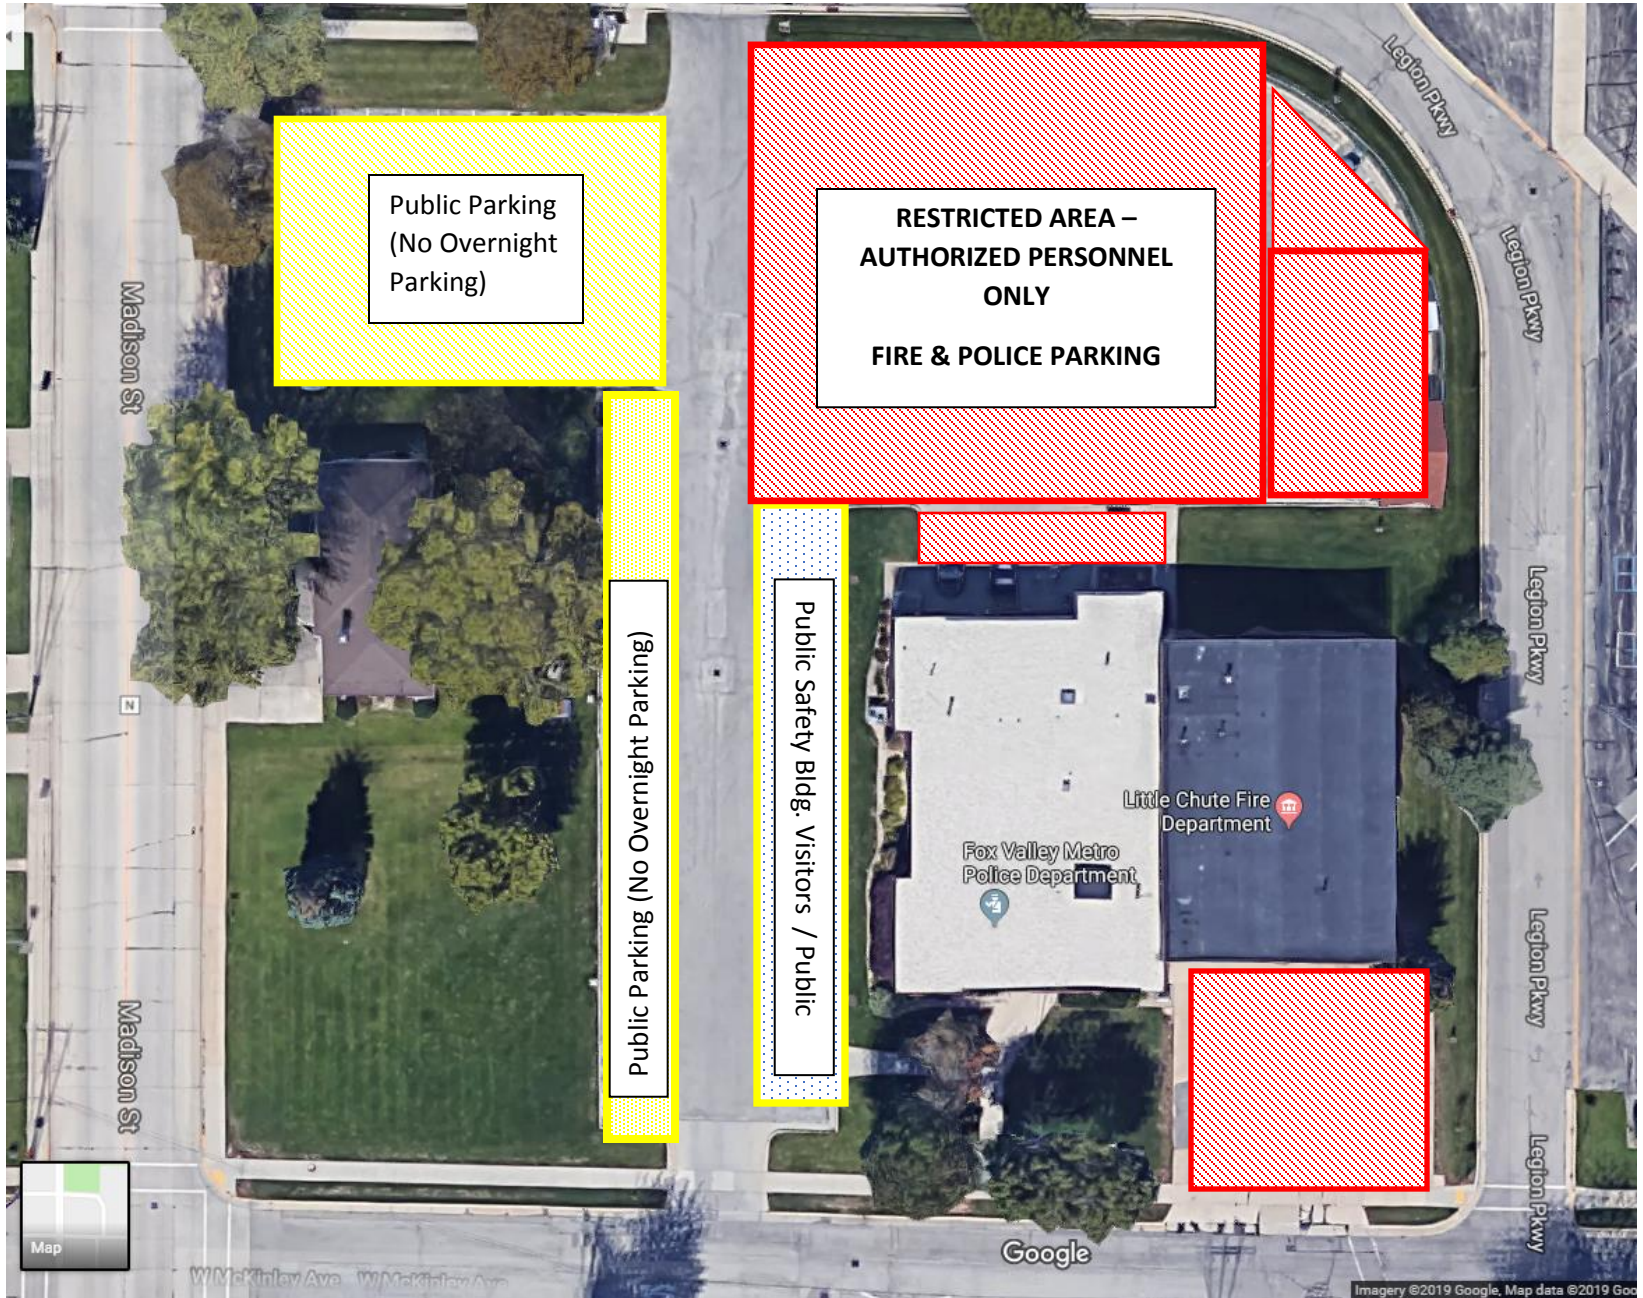 Legion Pkwy
Public Parking
(No Overnight
Parking)
RESTRICTED AREA –
AUTHORIZED PERSONNEL
ONLY
FIRE & POLICE PARKING
Legion Pkwy
Madison St
Public Parking (No Overnight Parking)
Public Safety Bldg. Visitors / Public
Legion Pkwy
N
Little Chute Fire
Department
Fox Valley Metro
Police Department
Legion Pkwy
Madison St
Legion Pkwy
Map
Google
W McKinley Ave W McKinley Ave
Imagery ©2019 Google, Map data ©2019 Goo